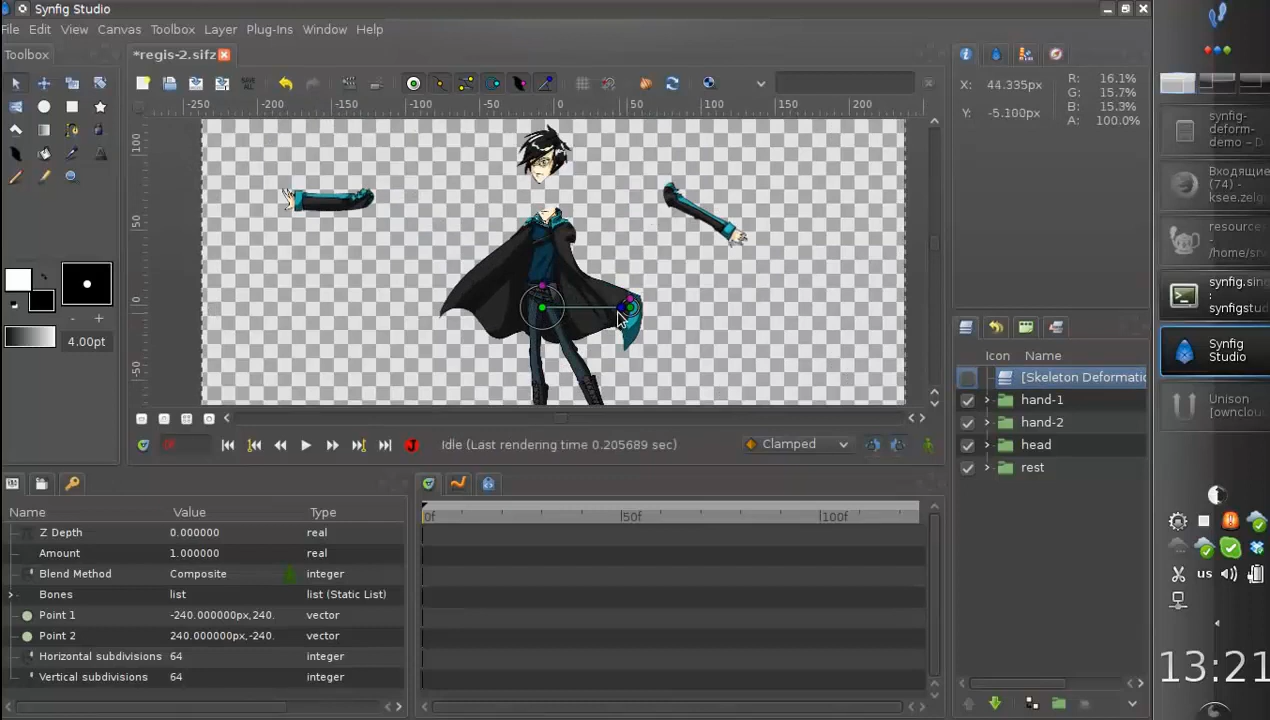 Synfig Studio
File Edit View Canvas Toolbox Layer Plug-Ins Window Help
Toolbox
*regis-2.sifz
SAVE ALL
-250 -200 -150 -100 -50 0 50 100 150 200
100
50
0
-50
4.00pt
Idle (Last rendering time 0.205689 sec)
Clamped
X: 44.335px
Y: -5.100px
R: 16.1%
G: 15.7%
B: 15.3%
A: 100.0%
Icon Name
[Skeleton Deformatic
hand-1
hand-2
head
rest
Name Value Type
Z Depth 0.000000 real
Amount 1.000000 real
Blend Method Composite integer
Bones list list (Static List)
Point 1 -240.000000px,240. vector
Point 2 240.000000px,-240. vector
Horizontal subdivisions 64 integer
Vertical subdivisions 64 integer
0f 50f 100f
synfig-
deform-
demo – D
Входящие
(74) -
ksee.zelg
resource
-
/home/srv
synfig.sing
:
synfigstud
Synfig
Studio
Unison
[owncloud
us
13:21